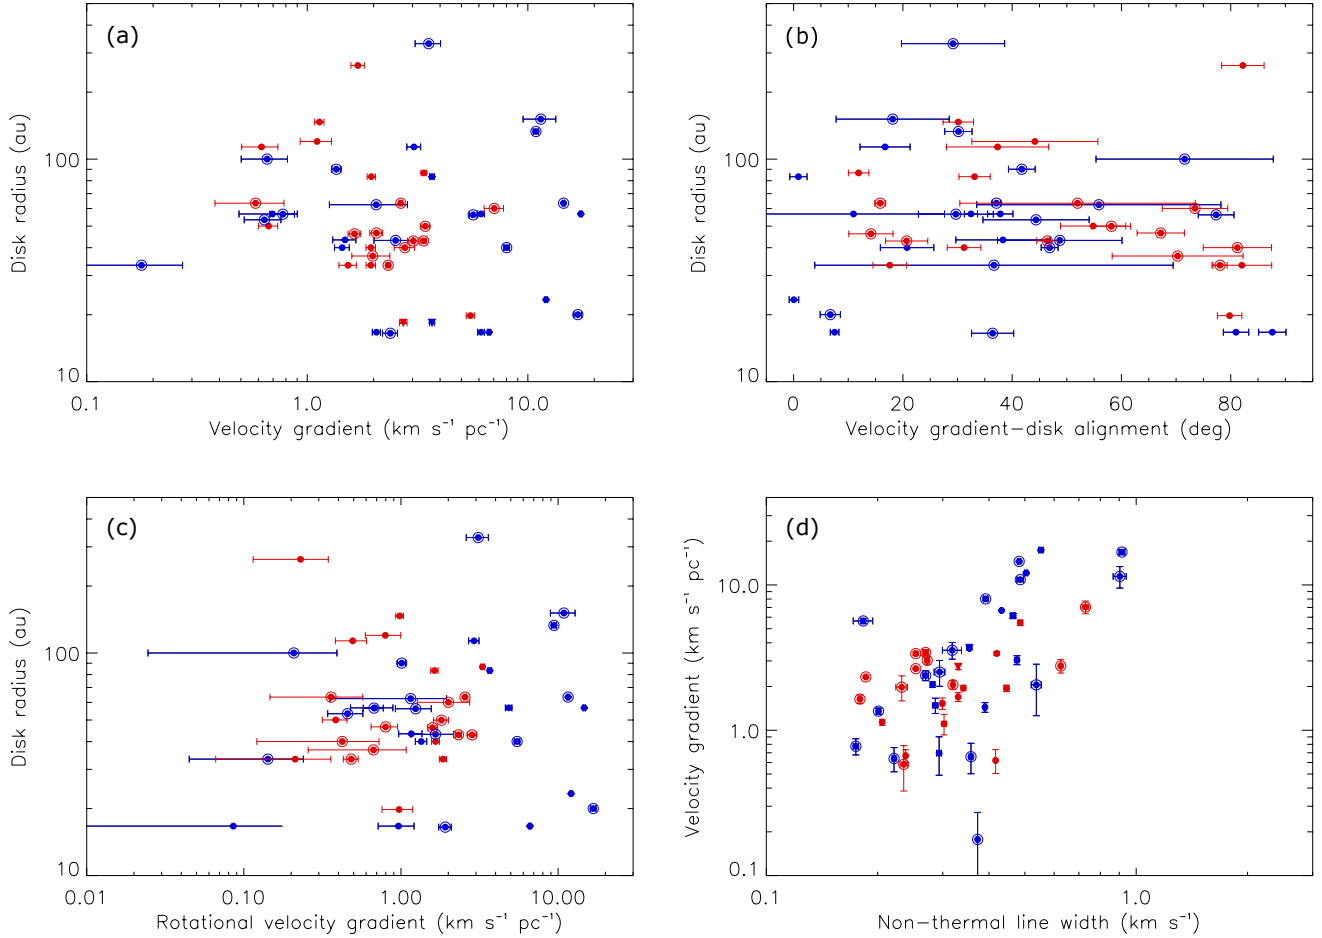 (a)
Disk radius (au)
100
10
0.1 1.0 10.0
Velocity gradient (km s⁻¹ pc⁻¹)
(b)
Disk radius (au)
100
10
0 20 40 60 80
Velocity gradient−disk alignment (deg)
(c)
Disk radius (au)
100
10
0.01 0.10 1.00 10.00
Rotational velocity gradient (km s⁻¹ pc⁻¹)
(d)
Velocity gradient (km s⁻¹ pc⁻¹)
10.0
1.0
0.1
0.1 1.0
Non−thermal line width (km s⁻¹)